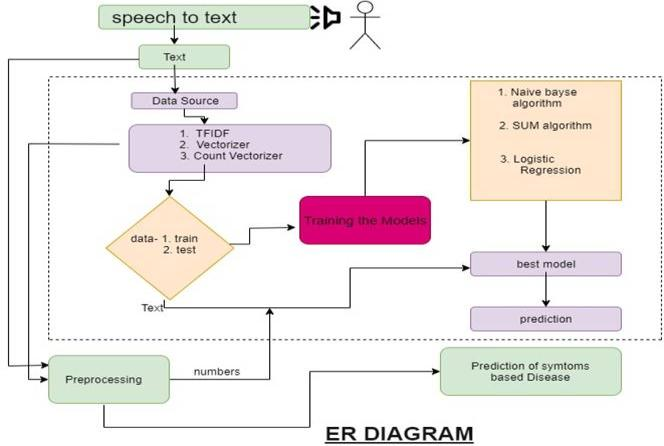 speech to text
Text
Data Source
1. TFIDF
2. Vectorizer
3. Count Vectorizer
data- 1. train
2. test
Training the Models
1. Naive bayse
algorithm
2. SUM algorithm
3. Logistic
Regression
best model
prediction
Text
Preprocessing
numbers
Prediction of symtoms
based Disease
ER DIAGRAM